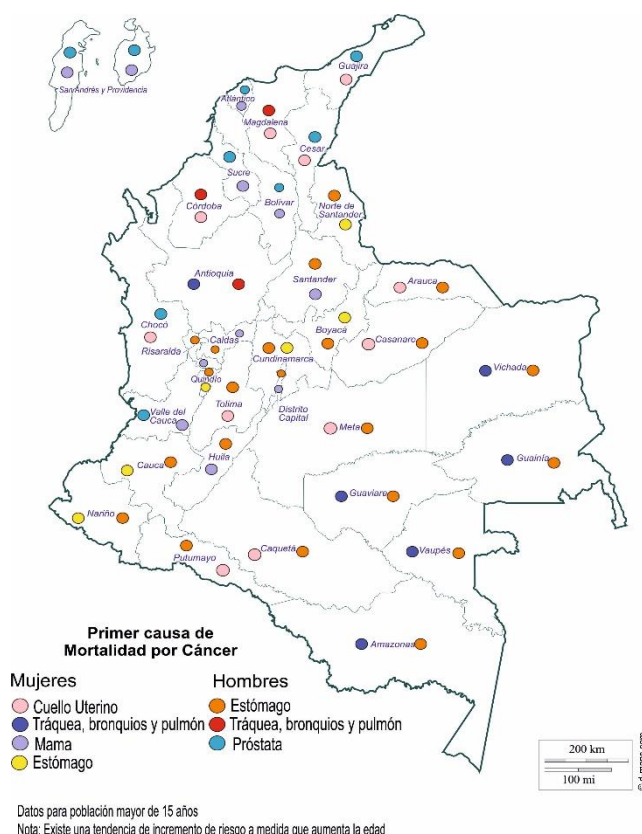 San Andrés y Providencia
Guajira
Atlántico
Magdalena
Cesar
Sucre
Córdoba
Bolívar
Norte de
Santander
Antioquia
Santander
Arauca
Chocó
Boyacá
Risaralda
Caldas
Cundinamarca
Casanare
Vichada
Quindío
Valle del
Cauca
Tolima
Distrito
Capital
Meta
Guainía
Cauca
Huila
Guaviare
Nariño
Putumayo
Caquetá
Vaupés
Amazonas
Primer causa de
Mortalidad por Cáncer
Mujeres
Cuello Uterino
Tráquea, bronquios y pulmón
Mama
Estómago
Hombres
Estómago
Tráquea, bronquios y pulmón
Próstata
200 km
100 mi
© d-maps.com
Datos para población mayor de 15 años
Nota: Existe una tendencia de incremento de riesgo a medida que aumenta la edad